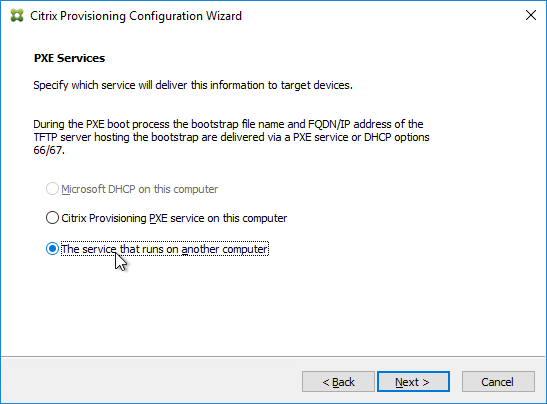 Citrix Provisioning Configuration Wizard
PXE Services
Specify which service will deliver this information to target devices.
During the PXE boot process the bootstrap file name and FQDN/IP address of the
TFTP server hosting the bootstrap are delivered via a PXE service or DHCP options
66/67.
Microsoft DHCP on this computer
Citrix Provisioning PXE service on this computer
The service that runs on another computer
< Back
Next >
Cancel